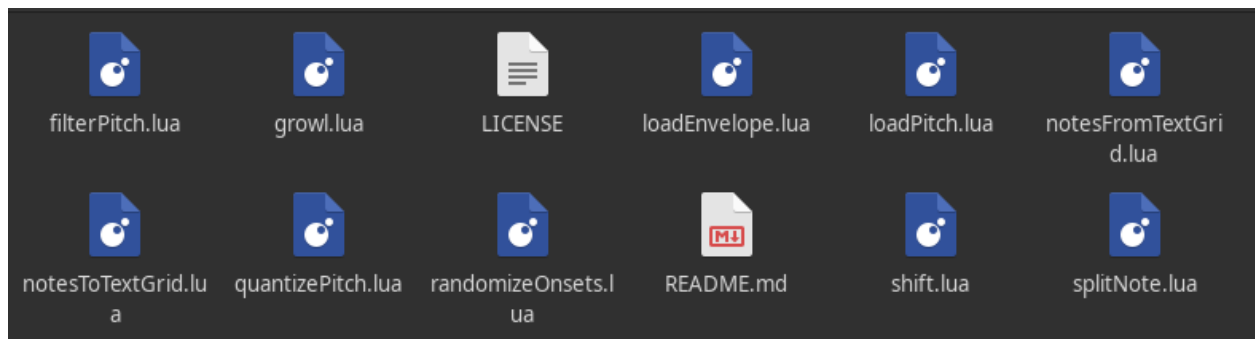 filterPitch.lua
growl.lua
LICENSE
loadEnvelope.lua
loadPitch.lua
notesFromTextGri
d.lua
notesToTextGrid.lu
a
quantizePitch.lua
randomizeOnsets.l
ua
M↓
README.md
shift.lua
splitNote.lua